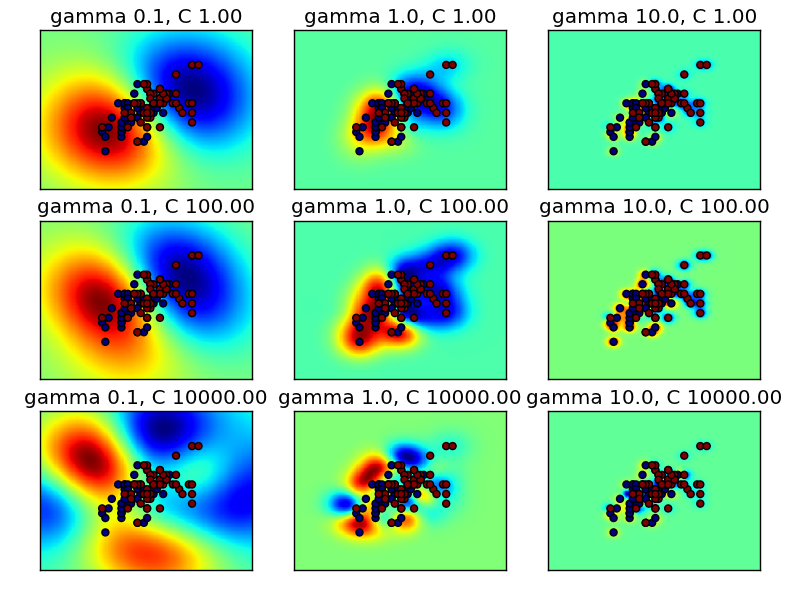 gamma 0.1, C 1.00
gamma 1.0, C 1.00
gamma 10.0, C 1.00
gamma 0.1, C 100.00
gamma 1.0, C 100.00
gamma 10.0, C 100.00
gamma 0.1, C 10000.00
gamma 1.0, C 10000.00
gamma 10.0, C 10000.00